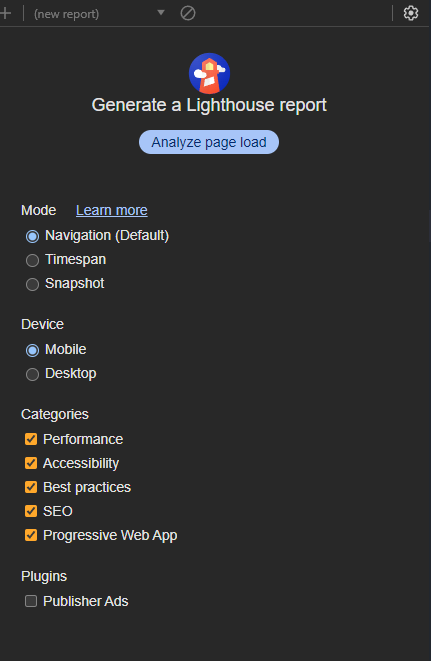 (new report)
Generate a Lighthouse report
Analyze page load
Mode Learn more
Navigation (Default)
Timespan
Snapshot
Device
Mobile
Desktop
Categories
Performance
Accessibility
Best practices
SEO
Progressive Web App
Plugins
Publisher Ads